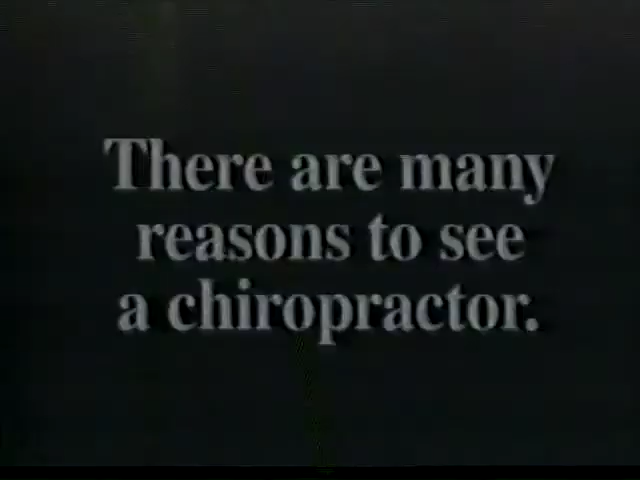 There are many
reasons to see
a chiropractor.